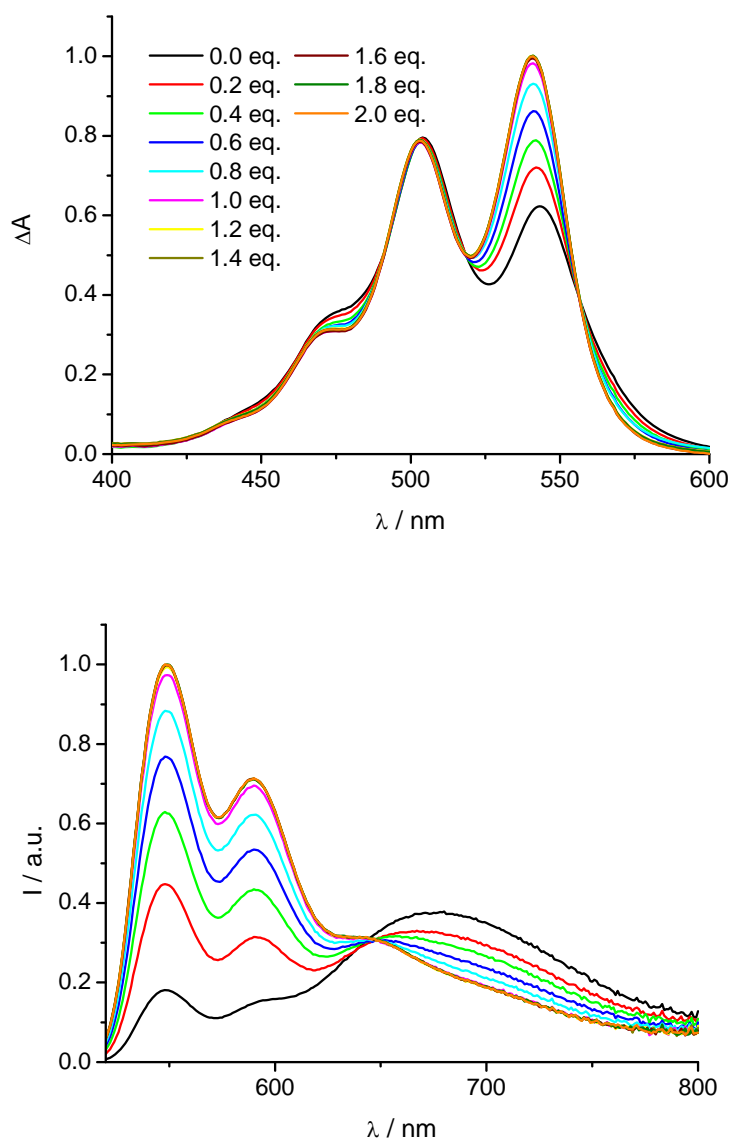 1.0
0.8
0.6
0.4
0.2
0.0
ΔA
0.0 eq. 1.6 eq.
0.2 eq. 1.8 eq.
0.4 eq. 2.0 eq.
0.6 eq.
0.8 eq.
1.0 eq.
1.2 eq.
1.4 eq.
400 450 500 550 600
λ / nm
1.0
0.8
0.6
0.4
0.2
0.0
I / a.u.
600 700 800
λ / nm